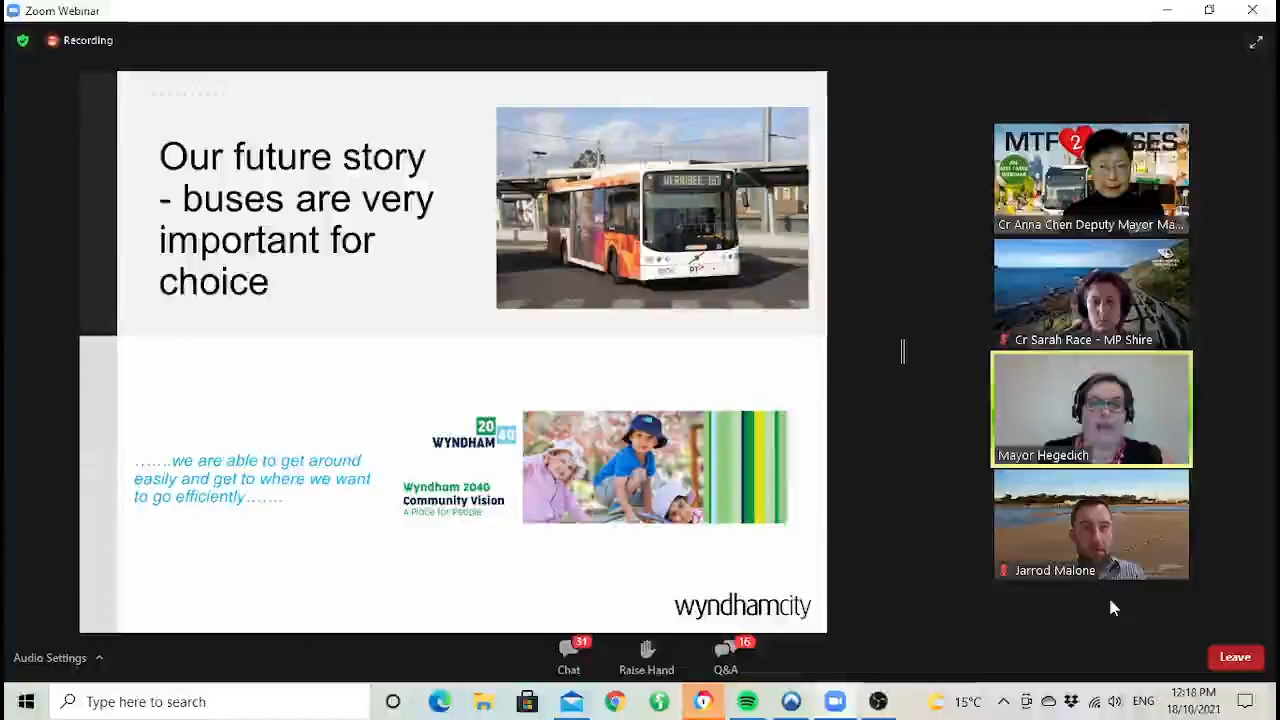 Zoom Webinar
Recording
Our future story
- buses are very
important for
choice
WERRIBEE
.......we are able to get around
easily and get to where we want
to go efficiently.......
20
40
WYNDHAM
Wyndham 2040
Community Vision
A Place for People
wyndhamcity
MTF 2
Cr Anna Chen Deputy Mayor Ma...
Cr Sarah Race - MP Shire
Mayor Hegedich
Jarrod Malone
Audio Settings
31
Chat
Raise Hand
16
Q&A
Leave
Type here to search
15°C
ENG
12:18 PM
18/10/2021